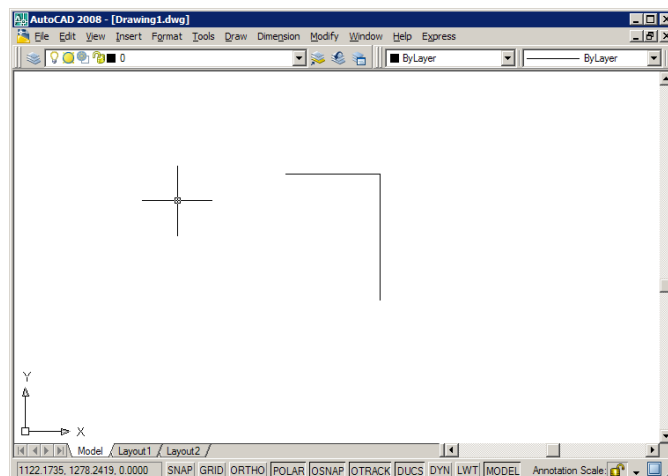 AutoCAD 2008 - [Drawing1.dwg]
File Edit View Insert Format Tools Draw Dimension Modify Window Help Express
0 ByLayer ByLayer
Y
X
Model Layout1 Layout2
1122.1735, 1278.2419, 0.0000 SNAP GRID ORTHO POLAR OSNAP OTRACK DUCS DYN LWT MODEL Annotation Scale: